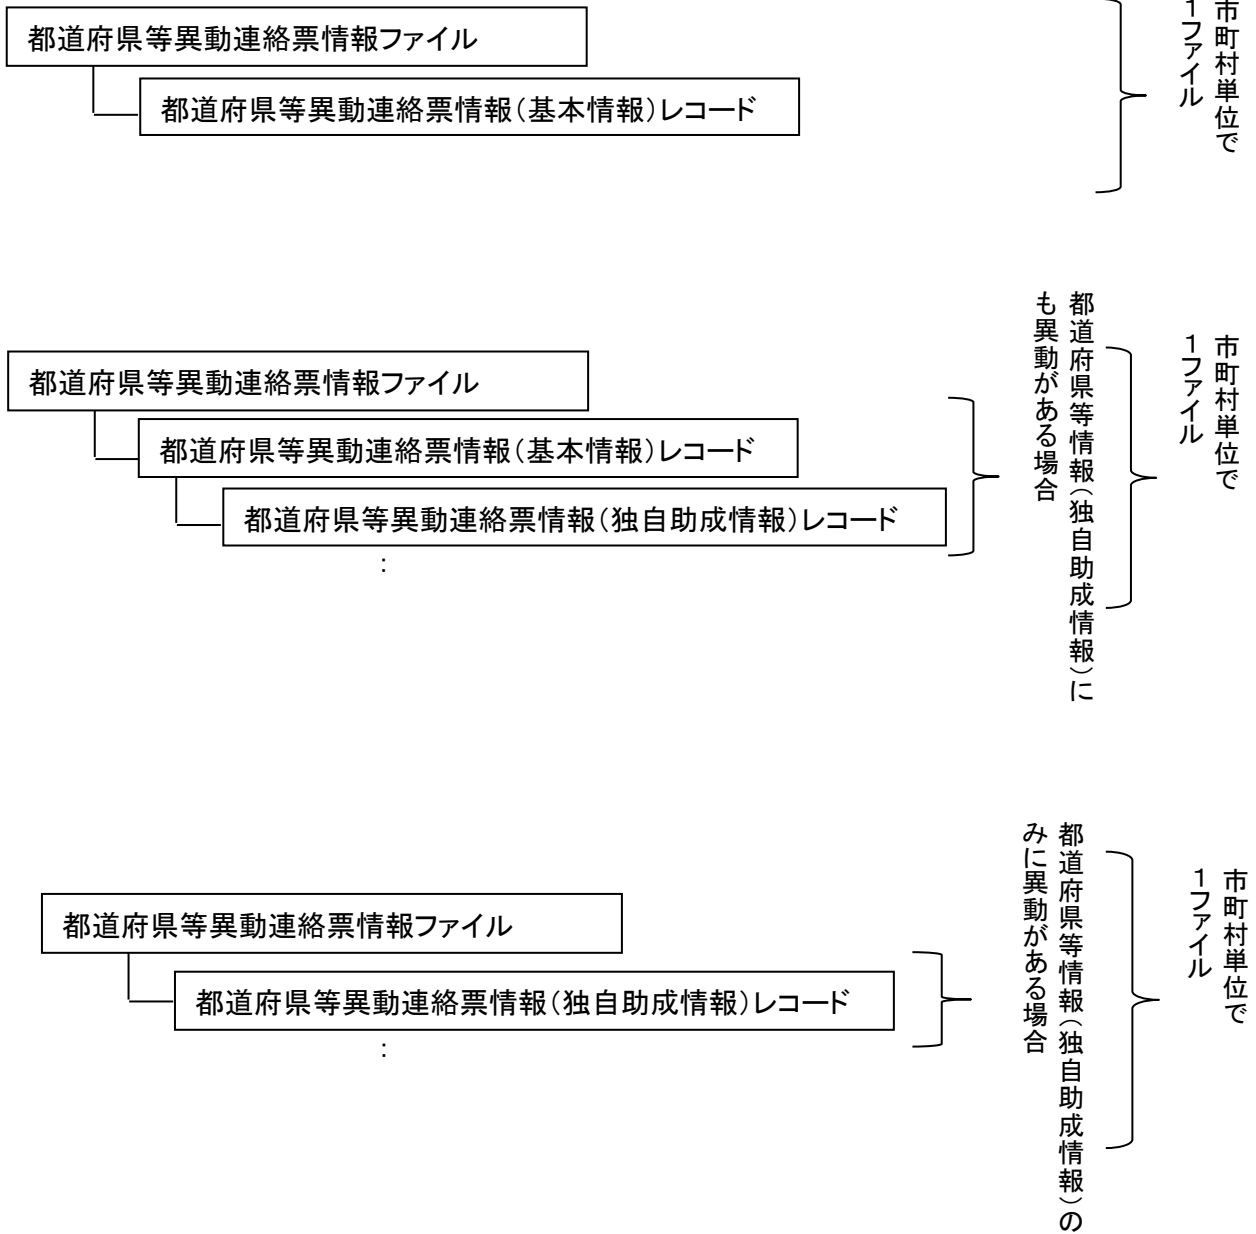 都道府県等異動連絡票情報ファイル
都道府県等異動連絡票情報(基本情報)レコード
市町村単位で
1ファイル
都道府県等異動連絡票情報ファイル
都道府県等異動連絡票情報(基本情報)レコード
都道府県等異動連絡票情報(独自助成情報)レコード
:
都道府県等情報(独自助成情報)に
も異動がある場合
市町村単位で
1ファイル
都道府県等異動連絡票情報ファイル
都道府県等異動連絡票情報(独自助成情報)レコード
:
都道府県等情報(独自助成情報)の
みに異動がある場合
市町村単位で
1ファイル